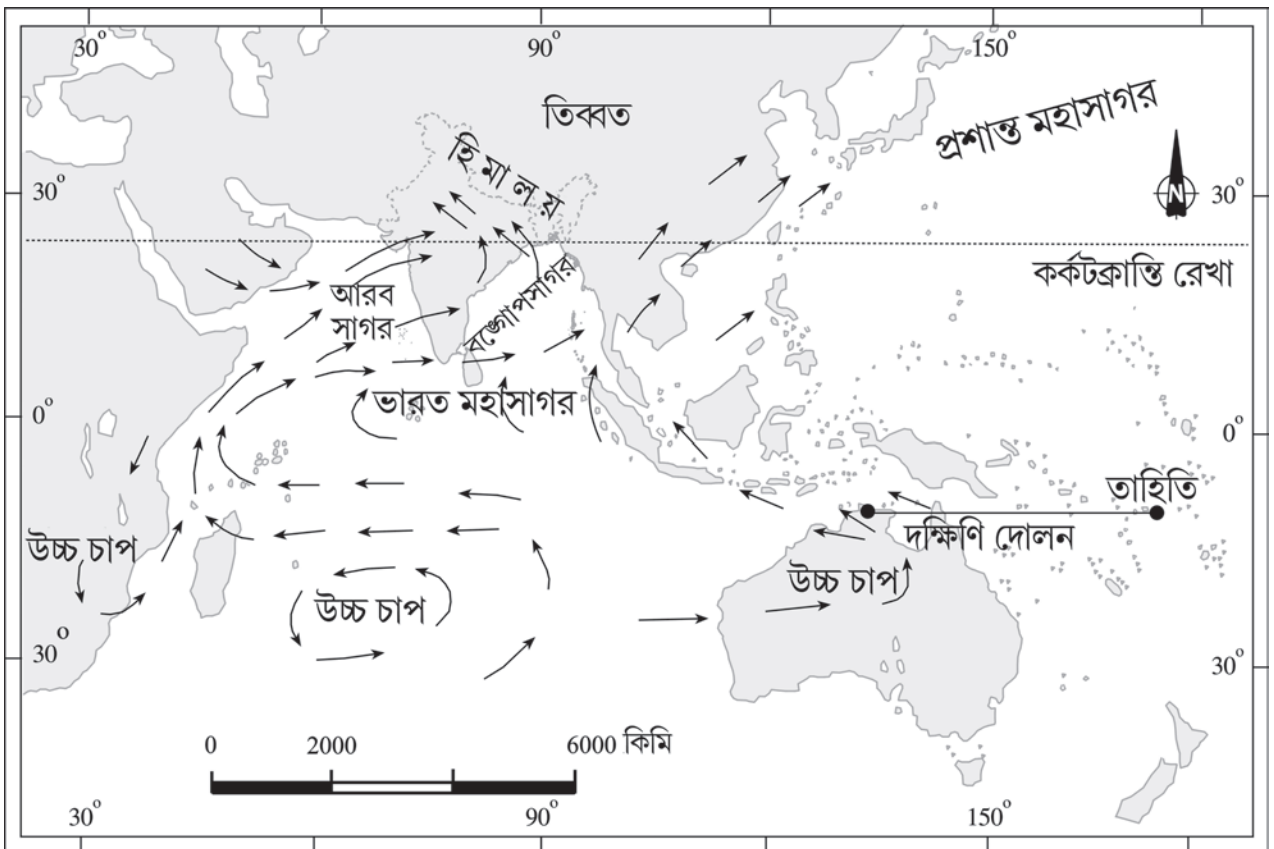 30°
90°
150°
তিব্বত
প্রশান্ত মহাসাগর
হিমালয়
N
30°
30°
কর্কটক্রান্তি রেখা
আরব
সাগর
বঙ্গোপসাগর
ভারত মহাসাগর
0°
0°
তাহিতি
দক্ষিণি দোলন
উচ্চ চাপ
উচ্চ চাপ
উচ্চ চাপ
30°
30°
0
2000
6000 কিমি
30°
90°
150°